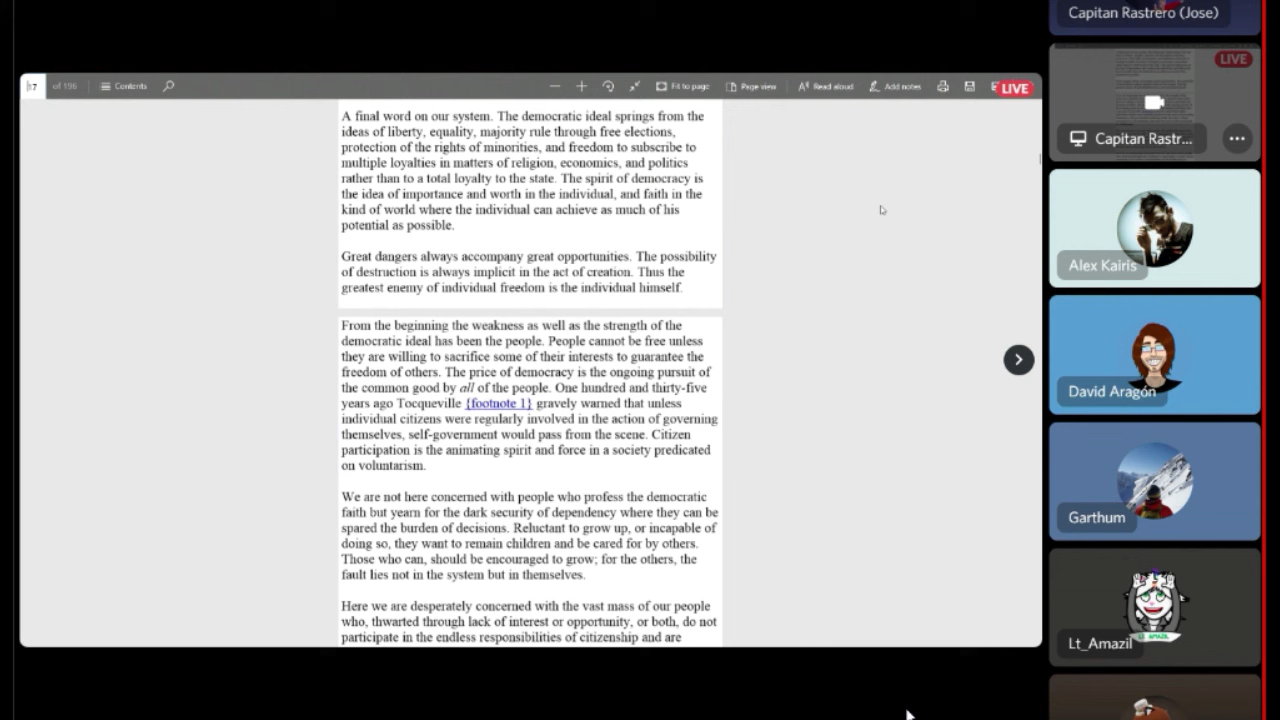 Capitan Rastrero (Jose)
17 of 196 Contents Fit to page Page view Read aloud Add notes LIVE
LIVE
Capitan Rastr...
A final word on our system. The democratic ideal springs from the
ideas of liberty, equality, majority rule through free elections,
protection of the rights of minorities, and freedom to subscribe to
multiple loyalties in matters of religion, economics, and politics
rather than to a total loyalty to the state. The spirit of democracy is
the idea of importance and worth in the individual, and faith in the
kind of world where the individual can achieve as much of his
potential as possible.
Great dangers always accompany great opportunities. The possibility
of destruction is always implicit in the act of creation. Thus the
greatest enemy of individual freedom is the individual himself.
From the beginning the weakness as well as the strength of the
democratic ideal has been the people. People cannot be free unless
they are willing to sacrifice some of their interests to guarantee the
freedom of others. The price of democracy is the ongoing pursuit of
the common good by all of the people. One hundred and thirty-five
years ago Tocqueville {footnote 1} gravely warned that unless
individual citizens were regularly involved in the action of governing
themselves, self-government would pass from the scene. Citizen
participation is the animating spirit and force in a society predicated
on voluntarism.
We are not here concerned with people who profess the democratic
faith but yearn for the dark security of dependency where they can be
spared the burden of decisions. Reluctant to grow up, or incapable of
doing so, they want to remain children and be cared for by others.
Those who can, should be encouraged to grow; for the others, the
fault lies not in the system but in themselves.
Here we are desperately concerned with the vast mass of our people
who, thwarted through lack of interest or opportunity, or both, do not
participate in the endless responsibilities of citizenship and are
Alex Kairis
David Aragón
Garthum
Lt_Amazil